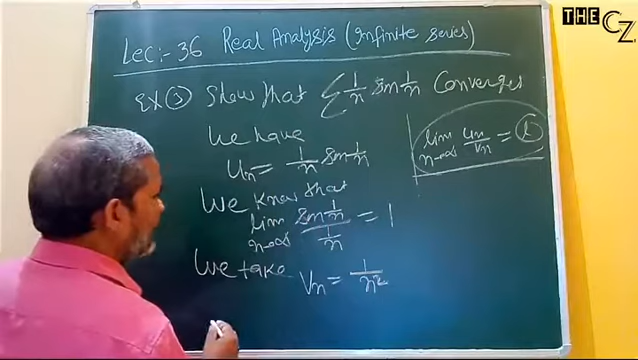 THE CZ.
Lec:- 36 Real Analysis (Infinite series)
EX ③ Show that ∑ 1/n sin 1/n Converges
We have
un = 1/n sin 1/n
lim n→∞ un/vn = l
We know that
lim n→∞ sin 1/n / 1/n = 1
We take vn = 1/n²